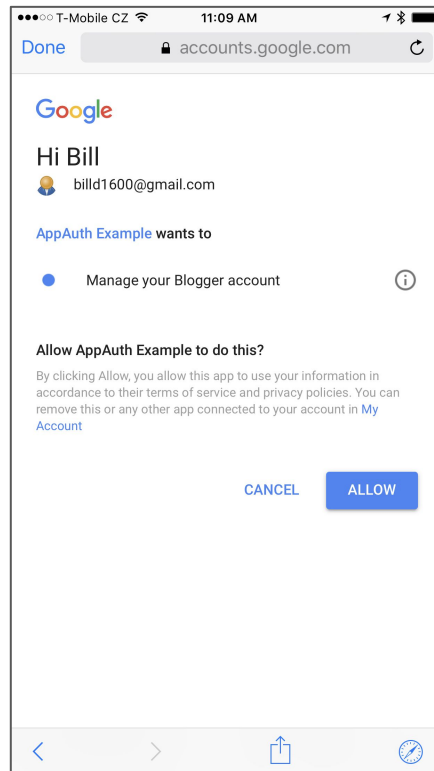 T-Mobile CZ 11:09 AM
Done accounts.google.com
Google
Hi Bill
billd1600@gmail.com
AppAuth Example wants to
Manage your Blogger account
Allow AppAuth Example to do this?
By clicking Allow, you allow this app to use your information in
accordance to their terms of service and privacy policies. You can
remove this or any other app connected to your account in My
Account
CANCEL ALLOW